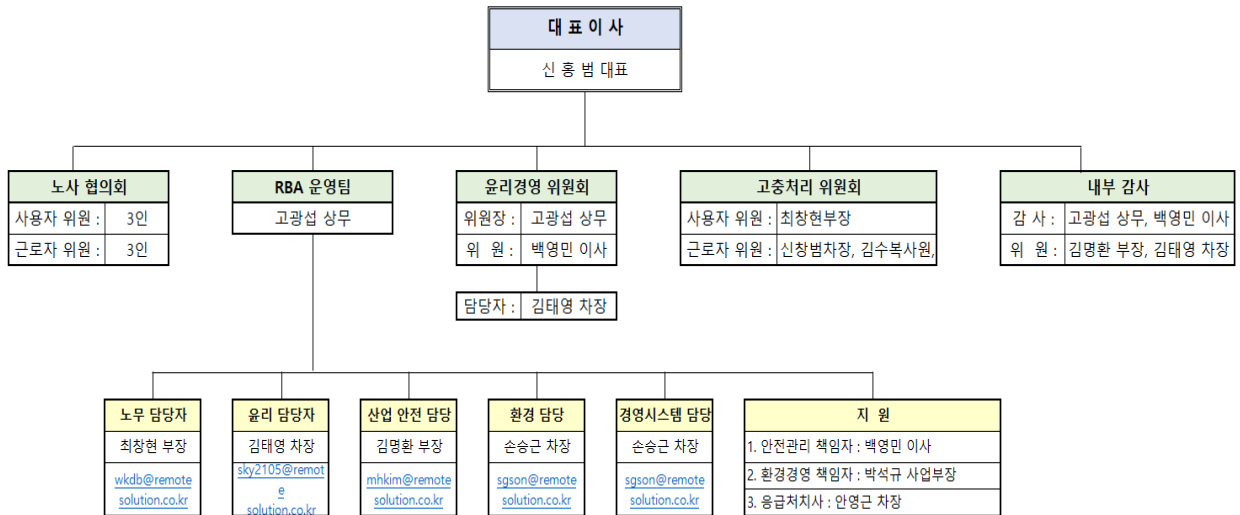 대 표 이 사
신 홍 범 대표
노사 협의회
사용자 위원 : 3인
근로자 위원 : 3인
RBA 운영팀
고광섭 상무
윤리경영 위원회
위원장 : 고광섭 상무
위 원 : 백영민 이사
담당자 : 김태영 차장
고충처리 위원회
사용자 위원 : 최창현부장
근로자 위원 : 신창범차장, 김수복사원,
내부 감사
감 사 : 고광섭 상무, 백영민 이사
위 원 : 김명환 부장, 김태영 차장
노무 담당자
최창현 부장
wkdb@remote
solution.co.kr
윤리 담당자
김태영 차장
sky2105@remot
e
solution.co.kr
산업 안전 담당
김명환 부장
mhkim@remote
solution.co.kr
환경 담당
손승근 차장
sgson@remote
solution.co.kr
경영시스템 담당
손승근 차장
sgson@remote
solution.co.kr
지 원
1. 안전관리 책임자 : 백영민 이사
2. 환경경영 책임자 : 박석규 사업부장
3. 응급처치사 : 안영근 차장